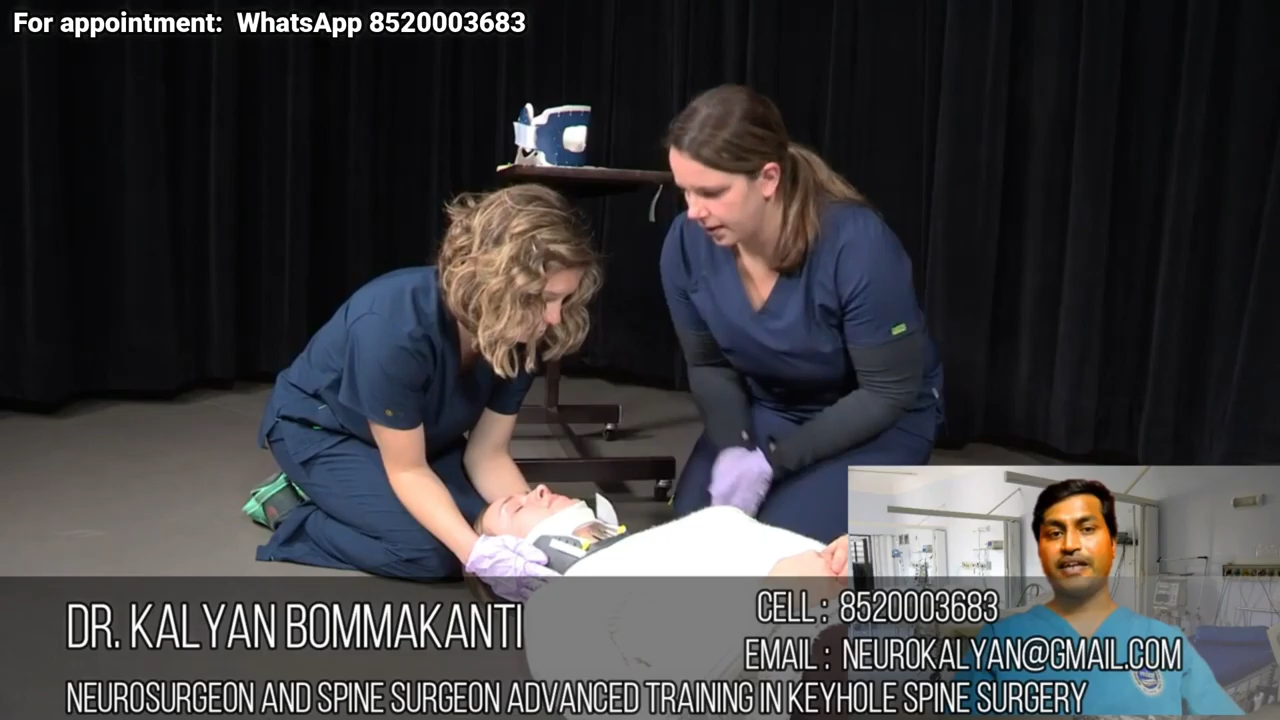 For appointment: WhatsApp 8520003683
DR. KALYAN BOMMAKANTI
CELL : 8520003683
EMAIL : NEUROKALYAN@GMAIL.COM
NEUROSURGEON AND SPINE SURGEON ADVANCED TRAINING IN KEYHOLE SPINE SURGERY